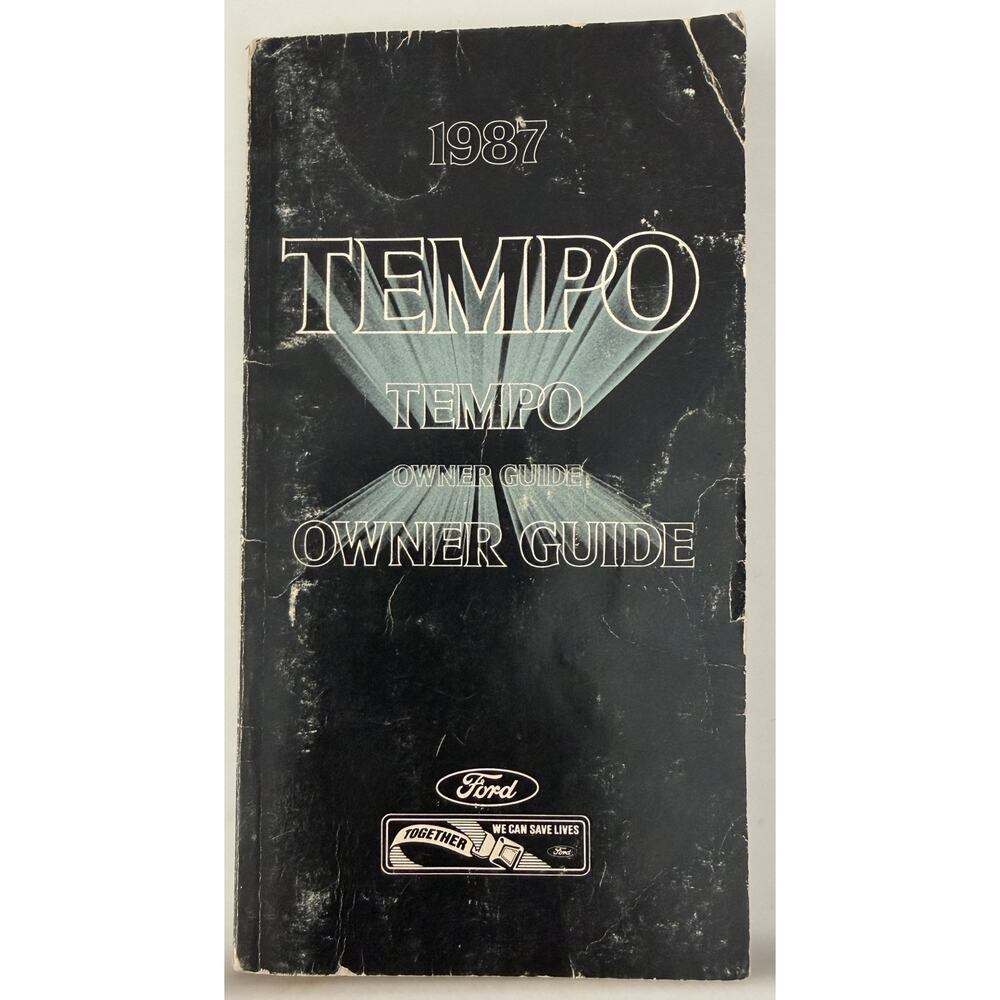 1987
TEMPO
TEMPO
OWNER GUIDE
OWNER GUIDE
Ford
TOGETHER
WE CAN SAVE LIVES
Ford